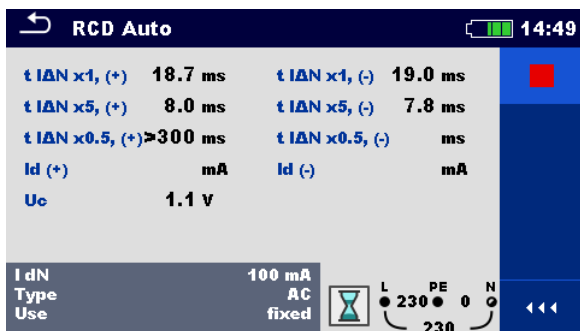 RCD Auto 14:49
t IΔN x1, (+) 18.7 ms t IΔN x1, (-) 19.0 ms
t IΔN x5, (+) 8.0 ms t IΔN x5, (-) 7.8 ms
t IΔN x0.5, (+) >300 ms t IΔN x0.5, (-) ms
Id (+) mA Id (-) mA
Uc 1.1 V
I dN 100 mA
Type AC
Use fixed
L PE N
230 0
230